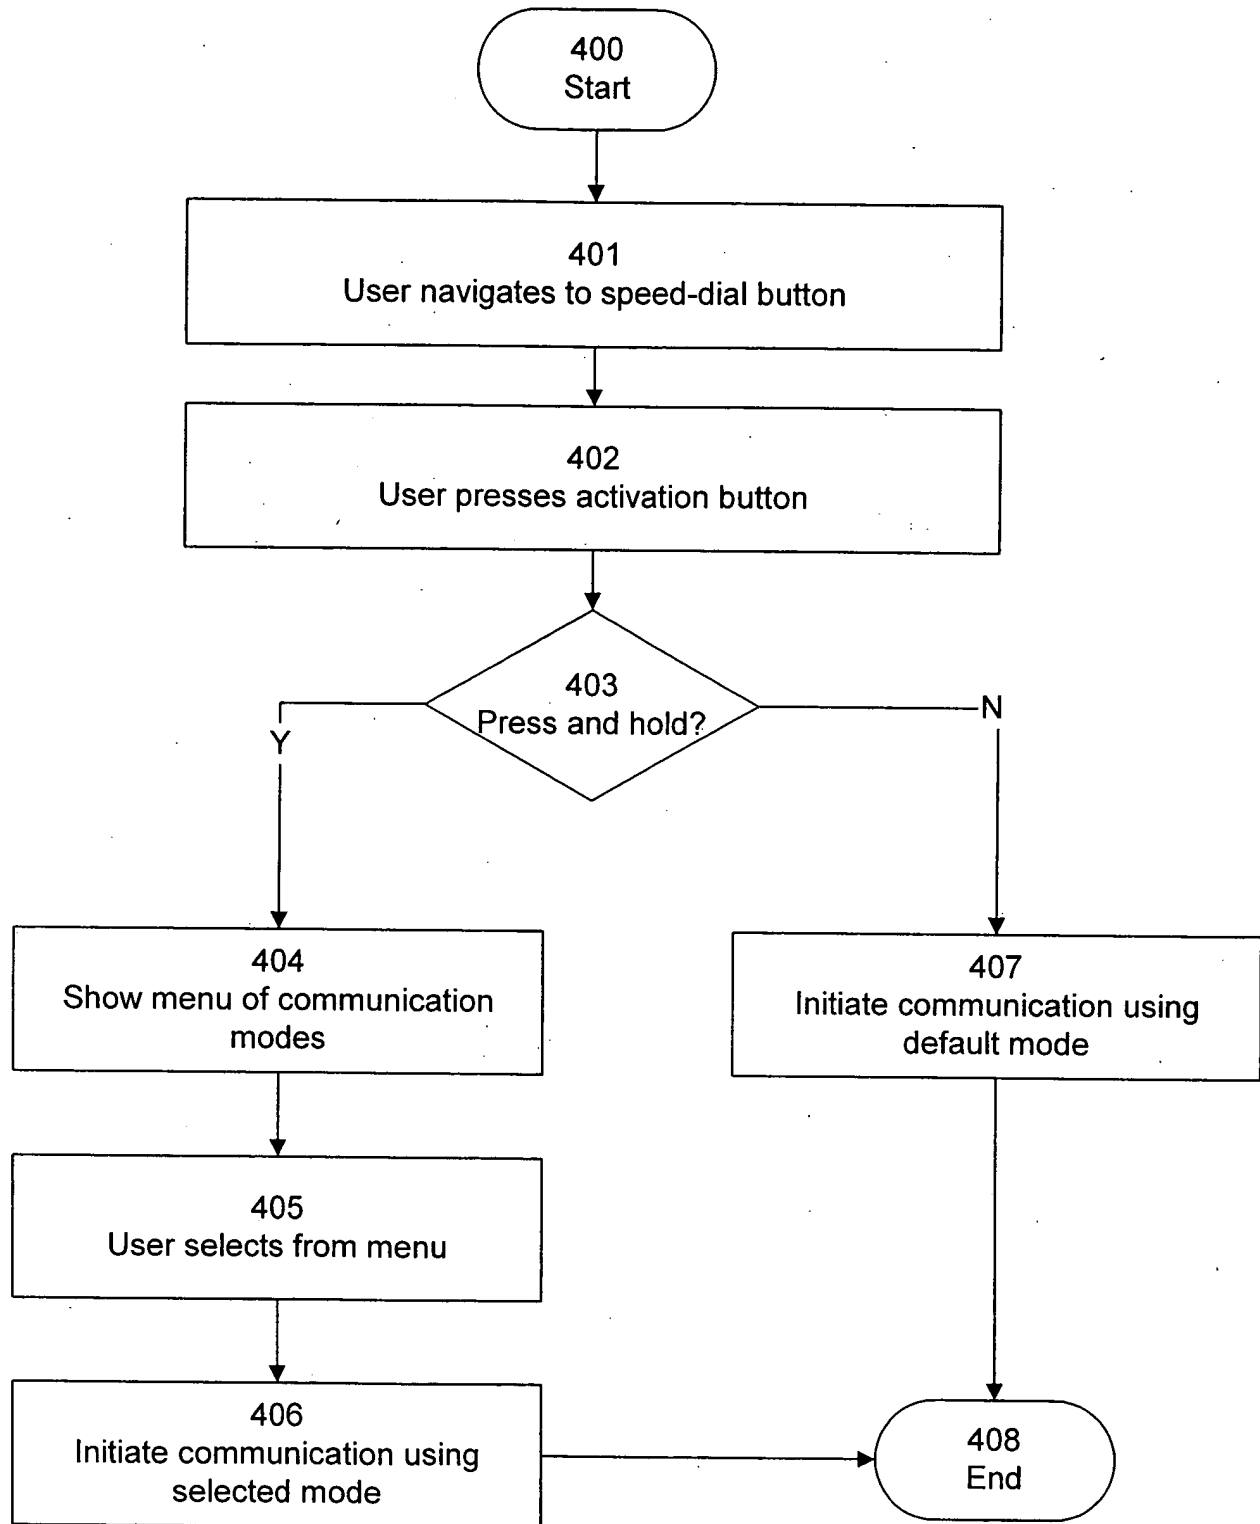 400
Start
401
User navigates to speed-dial button
402
User presses activation button
403
Press and hold?
Y
N
404
Show menu of communication
modes
407
Initiate communication using
default mode
405
User selects from menu
406
Initiate communication using
selected mode
408
End